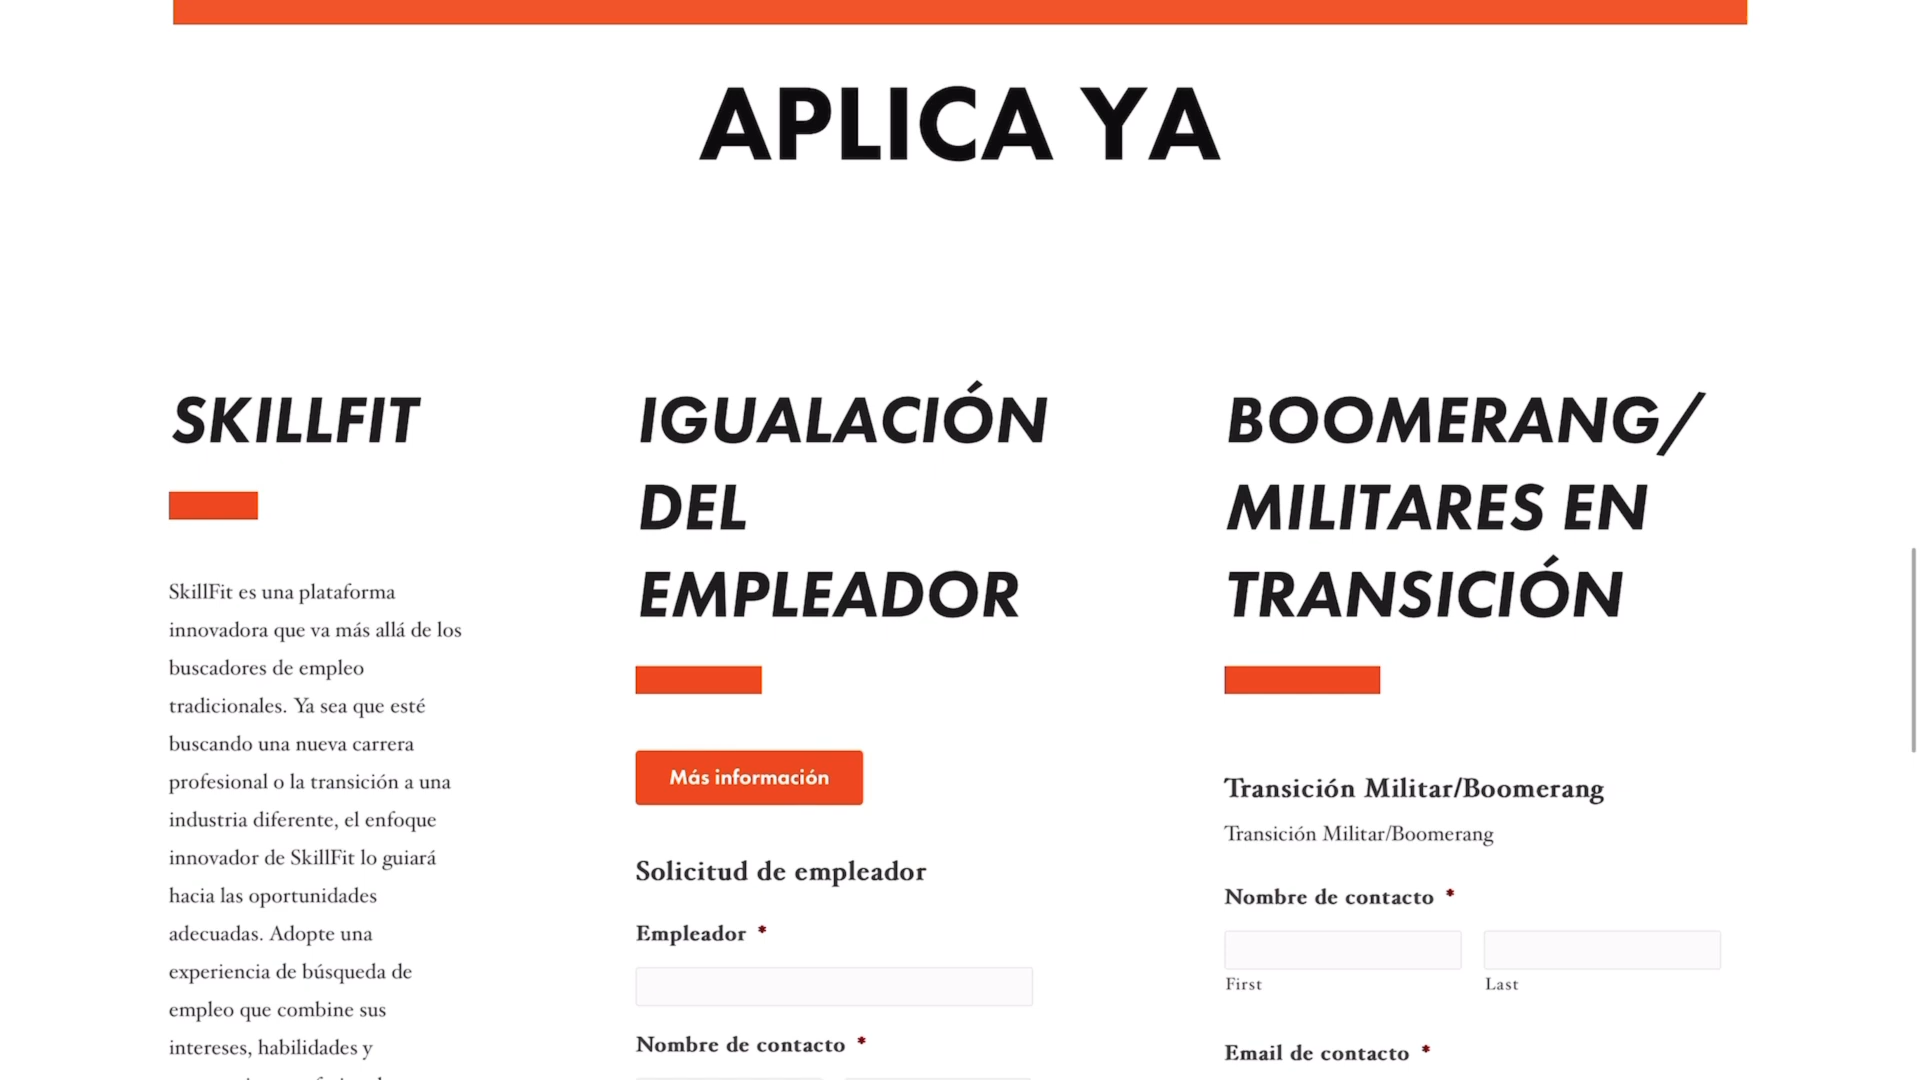 APLICA YA
SKILLFIT
SkillFit es una plataforma
innovadora que va más allá de los
buscadores de empleo
tradicionales. Ya sea que esté
buscando una nueva carrera
profesional o la transición a una
industria diferente, el enfoque
innovador de SkillFit lo guiará
hacia las oportunidades
adecuadas. Adopte una
experiencia de búsqueda de
empleo que combine sus
intereses, habilidades y
IGUALACIÓN
DEL
EMPLEADOR
Más información
Solicitud de empleador
Empleador *
Nombre de contacto *
BOOMERANG/
MILITARES EN
TRANSICIÓN
Transición Militar/Boomerang
Transición Militar/Boomerang
Nombre de contacto *
First Last
Email de contacto *